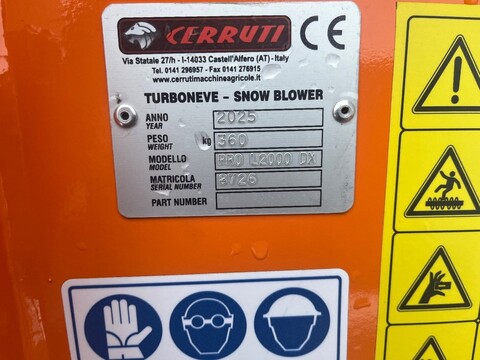 CERRUTI CE
Via Statale 27/h - I-14033 Castell'Alfero (AT) - Italy
Tel. 0141 296957 - Fax 0141 276915
www.cerrutimacchineagricole.it
TURBONEVE - SNOW BLOWER
ANNO 2025
YEAR
PESO kg 360
WEIGHT
MODELLO PRO L2000 DX
MODEL
MATRICOLA
SERIAL NUMBER
PART NUMBER